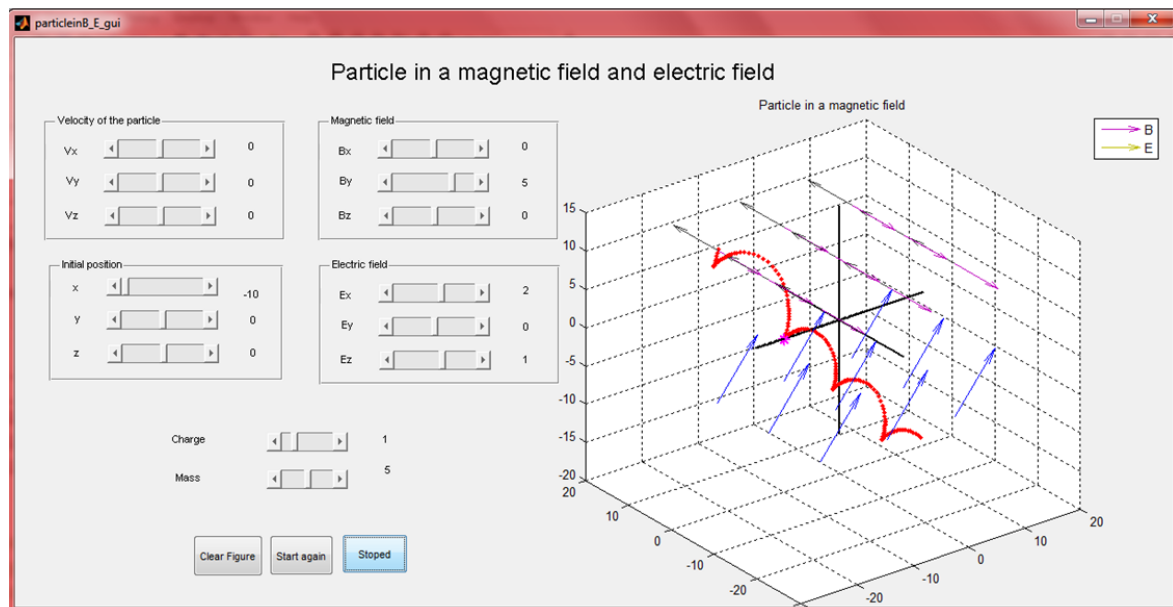 particleinB_E_gui
Particle in a magnetic field and electric field
Velocity of the particle
Vx 0
Vy 0
Vz 0
Magnetic field
Bx 0
By 5
Bz 0
Initial position
x -10
y 0
z 0
Electric field
Ex 2
Ey 0
Ez 1
Charge 1
Mass 5
Clear Figure Start again Stoped
Particle in a magnetic field
B
E
15
10
5
0
-5
-10
-15
-20
20
10
0
-10
-20
-20
-10
0
10
20